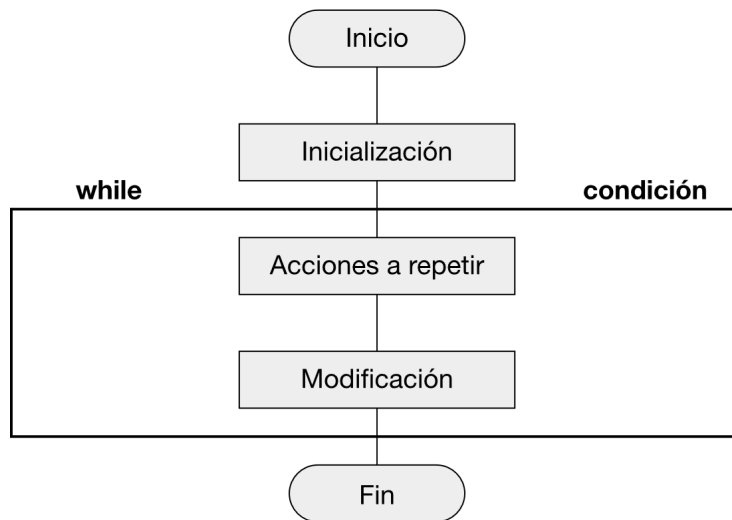 Inicio
Inicialización
while condición
Acciones a repetir
Modificación
Fin